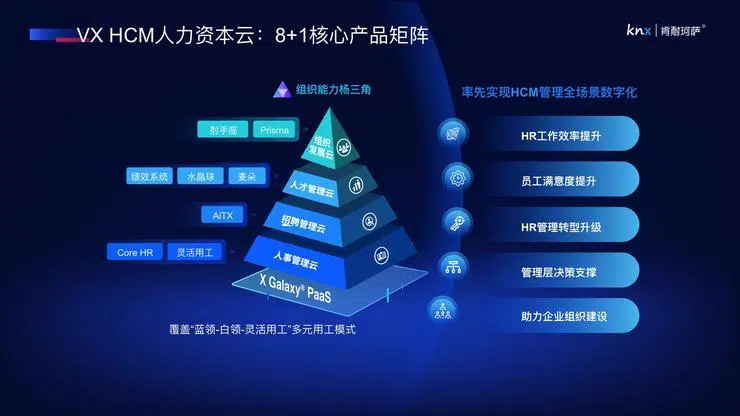 VX HCM人力资本云：8+1核心产品矩阵
knx | 肯耐珂萨®
组织能力杨三角
率先实现HCM管理全场景数字化
射手座
Prisma
组织
发展云
绩效系统
水晶球
麦朵
人才管理云
AiTX
招聘管理云
Core HR
灵活用工
人事管理云
X Galaxy® PaaS
覆盖“蓝领-白领-灵活用工”多元用工模式
HR工作效率提升
员工满意度提升
HR管理转型升级
管理层决策支撑
助力企业组织建设